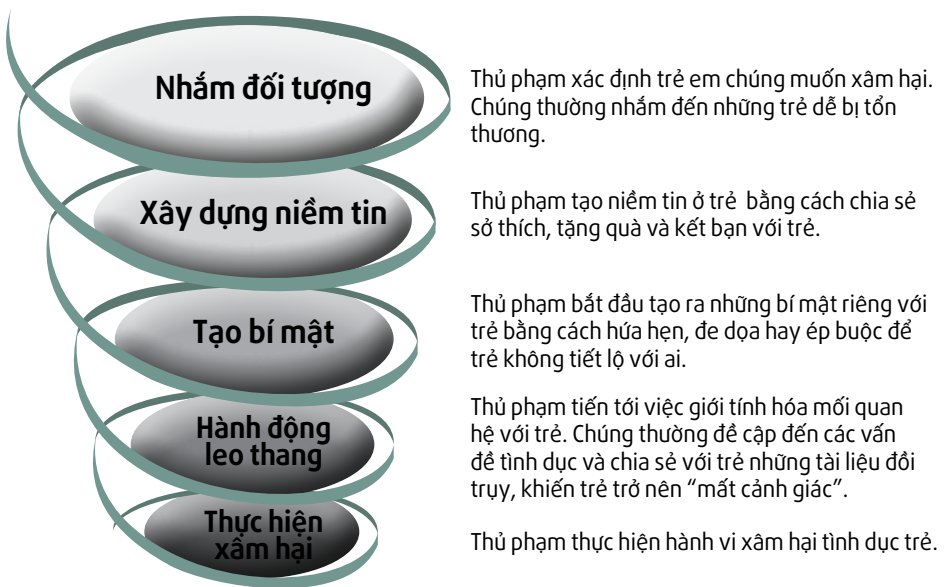 Nhắm đối tượng
Thủ phạm xác định trẻ em chúng muốn xâm hại.
Chúng thường nhắm đến những trẻ dễ bị tổn
thương.
Xây dựng niềm tin
Thủ phạm tạo niềm tin ở trẻ bằng cách chia sẻ
sở thích, tặng quà và kết bạn với trẻ.
Tạo bí mật
Thủ phạm bắt đầu tạo ra những bí mật riêng với
trẻ bằng cách hứa hẹn, đe dọa hay ép buộc để
trẻ không tiết lộ với ai.
Hành động
leo thang
Thủ phạm tiến tới việc giới tính hóa mối quan
hệ với trẻ. Chúng thường đề cập đến các vấn
đề tình dục và chia sẻ với trẻ những tài liệu đồi
trụy, khiến trẻ trở nên “mất cảnh giác”.
Thực hiện
xâm hại
Thủ phạm thực hiện hành vi xâm hại tình dục trẻ.